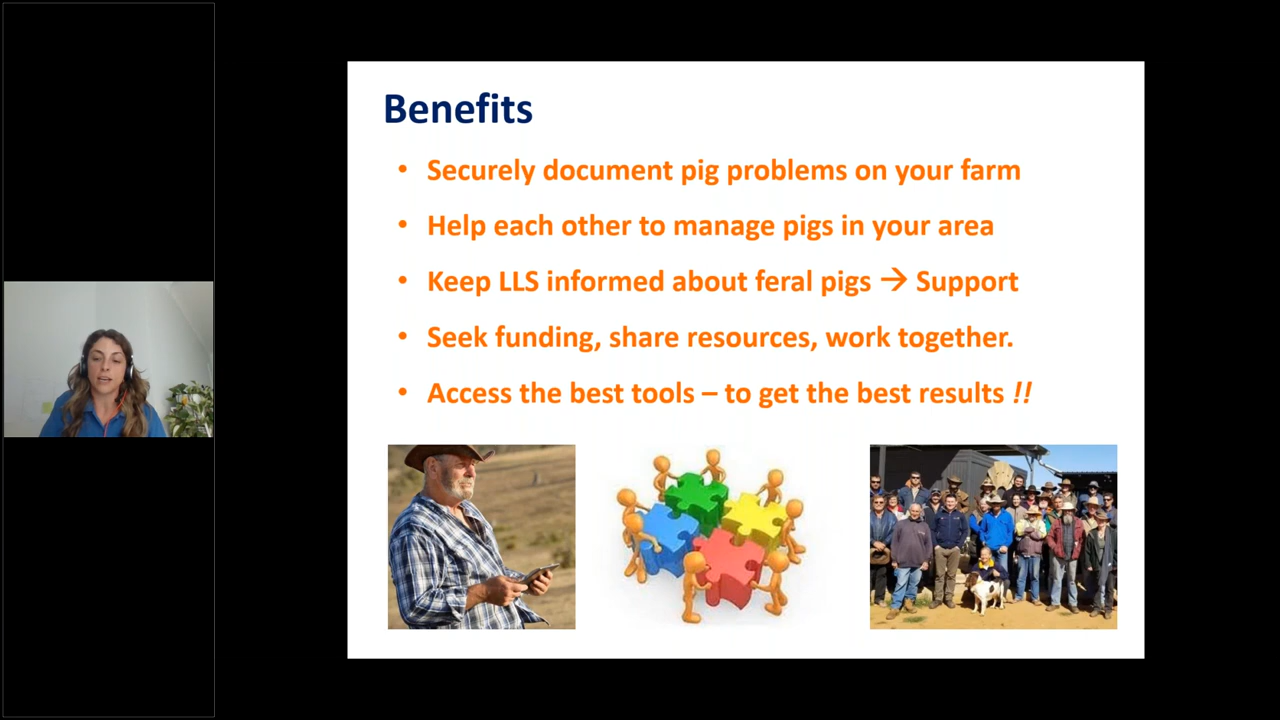 Benefits
• Securely document pig problems on your farm
• Help each other to manage pigs in your area
• Keep LLS informed about feral pigs → Support
• Seek funding, share resources, work together.
• Access the best tools – to get the best results !!